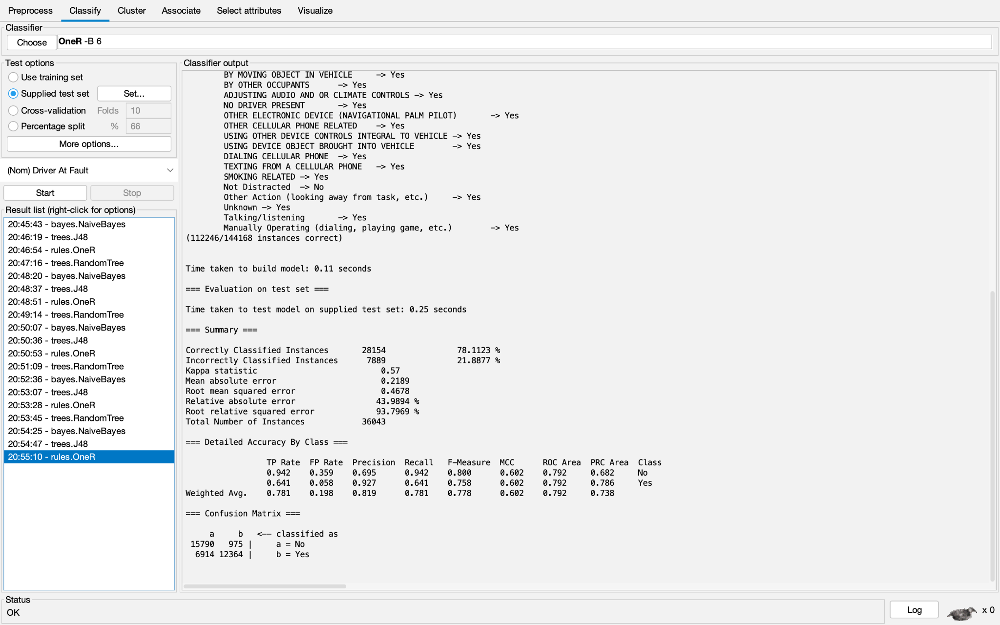 Preprocess Classify Cluster Associate Select attributes Visualize
Classifier
Choose OneR -B 6
Test options
Use training set
Supplied test set Set...
Cross-validation Folds 10
Percentage split % 66
More options...
(Nom) Driver At Fault
Start Stop
Result list (right-click for options)
20:45:43 - bayes.NaiveBayes
20:46:19 - trees.J48
20:46:54 - rules.OneR
20:47:16 - trees.RandomTree
20:48:20 - bayes.NaiveBayes
20:48:37 - trees.J48
20:48:51 - rules.OneR
20:49:14 - trees.RandomTree
20:50:07 - bayes.NaiveBayes
20:50:36 - trees.J48
20:50:53 - rules.OneR
20:51:09 - trees.RandomTree
20:52:36 - bayes.NaiveBayes
20:53:07 - trees.J48
20:53:28 - rules.OneR
20:53:45 - trees.RandomTree
20:54:25 - bayes.NaiveBayes
20:54:47 - trees.J48
20:55:10 - rules.OneR
Classifier output
BY MOVING OBJECT IN VEHICLE -> Yes
BY OTHER OCCUPANTS -> Yes
ADJUSTING AUDIO AND OR CLIMATE CONTROLS -> Yes
NO DRIVER PRESENT -> Yes
OTHER ELECTRONIC DEVICE (NAVIGATIONAL PALM PILOT) -> Yes
OTHER CELLULAR PHONE RELATED -> Yes
USING OTHER DEVICE CONTROLS INTEGRAL TO VEHICLE -> Yes
USING DEVICE OBJECT BROUGHT INTO VEHICLE -> Yes
DIALING CELLULAR PHONE -> Yes
TEXTING FROM A CELLULAR PHONE -> Yes
SMOKING RELATED -> Yes
Not Distracted -> No
Other Action (looking away from task, etc.) -> Yes
Unknown -> Yes
Talking/listening -> Yes
Manually Operating (dialing, playing game, etc.) -> Yes
(112246/144168 instances correct)
Time taken to build model: 0.11 seconds
=== Evaluation on test set ===
Time taken to test model on supplied test set: 0.25 seconds
=== Summary ===
Correctly Classified Instances 28154 78.1123 %
Incorrectly Classified Instances 7889 21.8877 %
Kappa statistic 0.57
Mean absolute error 0.2189
Root mean squared error 0.4678
Relative absolute error 43.9894 %
Root relative squared error 93.7969 %
Total Number of Instances 36043
=== Detailed Accuracy By Class ===
TP Rate FP Rate Precision Recall F-Measure MCC ROC Area PRC Area Class
0.942 0.359 0.695 0.942 0.800 0.602 0.792 0.682 No
0.641 0.058 0.927 0.641 0.758 0.602 0.792 0.786 Yes
Weighted Avg. 0.781 0.198 0.819 0.781 0.778 0.602 0.792 0.738
=== Confusion Matrix ===
a b <-- classified as
15790 975 | a = No
6914 12364 | b = Yes
Status
OK
Log x 0